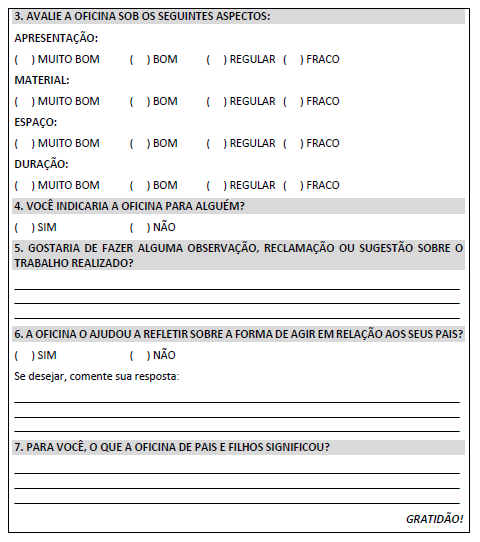 3. AVALIE A OFICINA SOB OS SEGUINTES ASPECTOS:
APRESENTAÇÃO:
( ) MUITO BOM ( ) BOM ( ) REGULAR ( ) FRACO
MATERIAL:
( ) MUITO BOM ( ) BOM ( ) REGULAR ( ) FRACO
ESPAÇO:
( ) MUITO BOM ( ) BOM ( ) REGULAR ( ) FRACO
DURAÇÃO:
( ) MUITO BOM ( ) BOM ( ) REGULAR ( ) FRACO
4. VOCÊ INDICARIA A OFICINA PARA ALGUÉM?
( ) SIM ( ) NÃO
5. GOSTARIA DE FAZER ALGUMA OBSERVAÇÃO, RECLAMAÇÃO OU SUGESTÃO SOBRE O
TRABALHO REALIZADO?
6. A OFICINA O AJUDOU A REFLETIR SOBRE A FORMA DE AGIR EM RELAÇÃO AOS SEUS PAIS?
( ) SIM ( ) NÃO
Se desejar, comente sua resposta:
7. PARA VOCÊ, O QUE A OFICINA DE PAIS E FILHOS SIGNIFICOU?
GRATIDÃO!